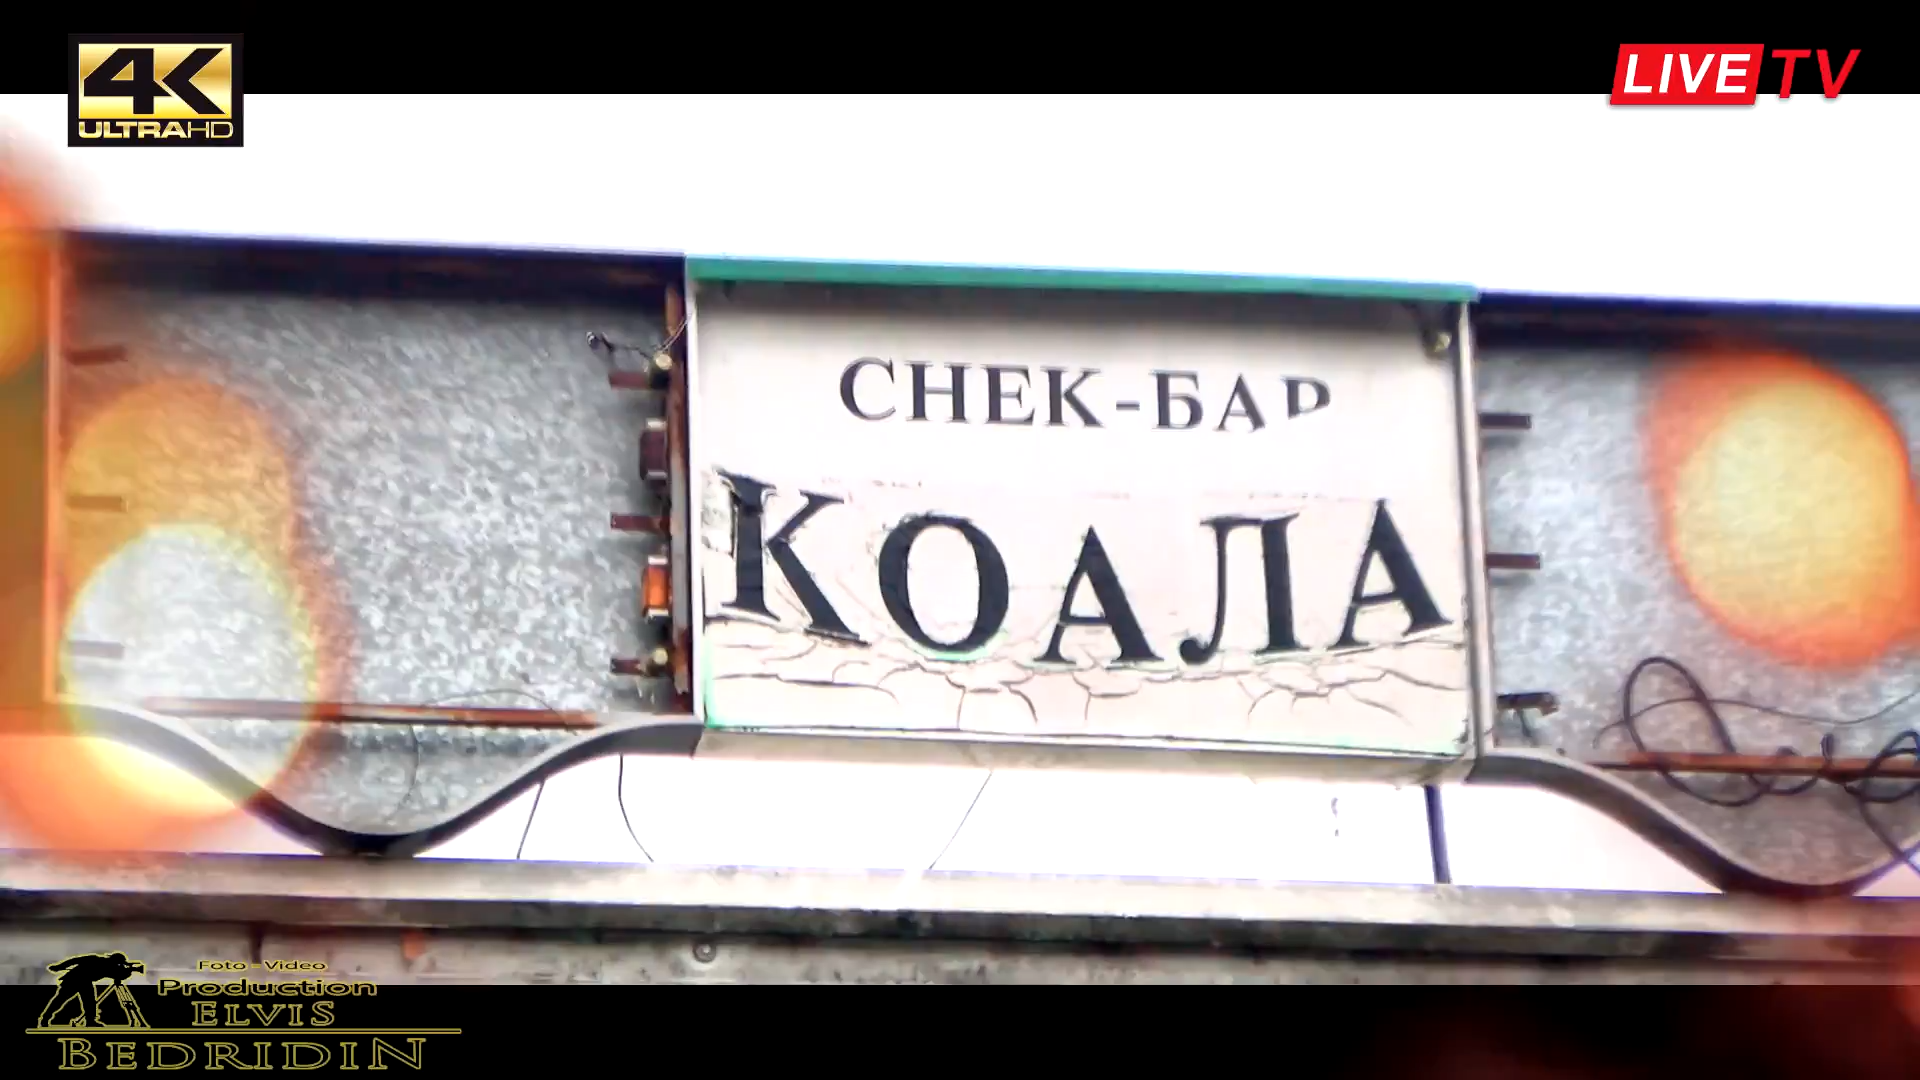 4K
ULTRAHD
LIVE TV
СНЕК-БАР
КОАЛА
Foto - Video
Production
ELVIS
BEDRIDIN